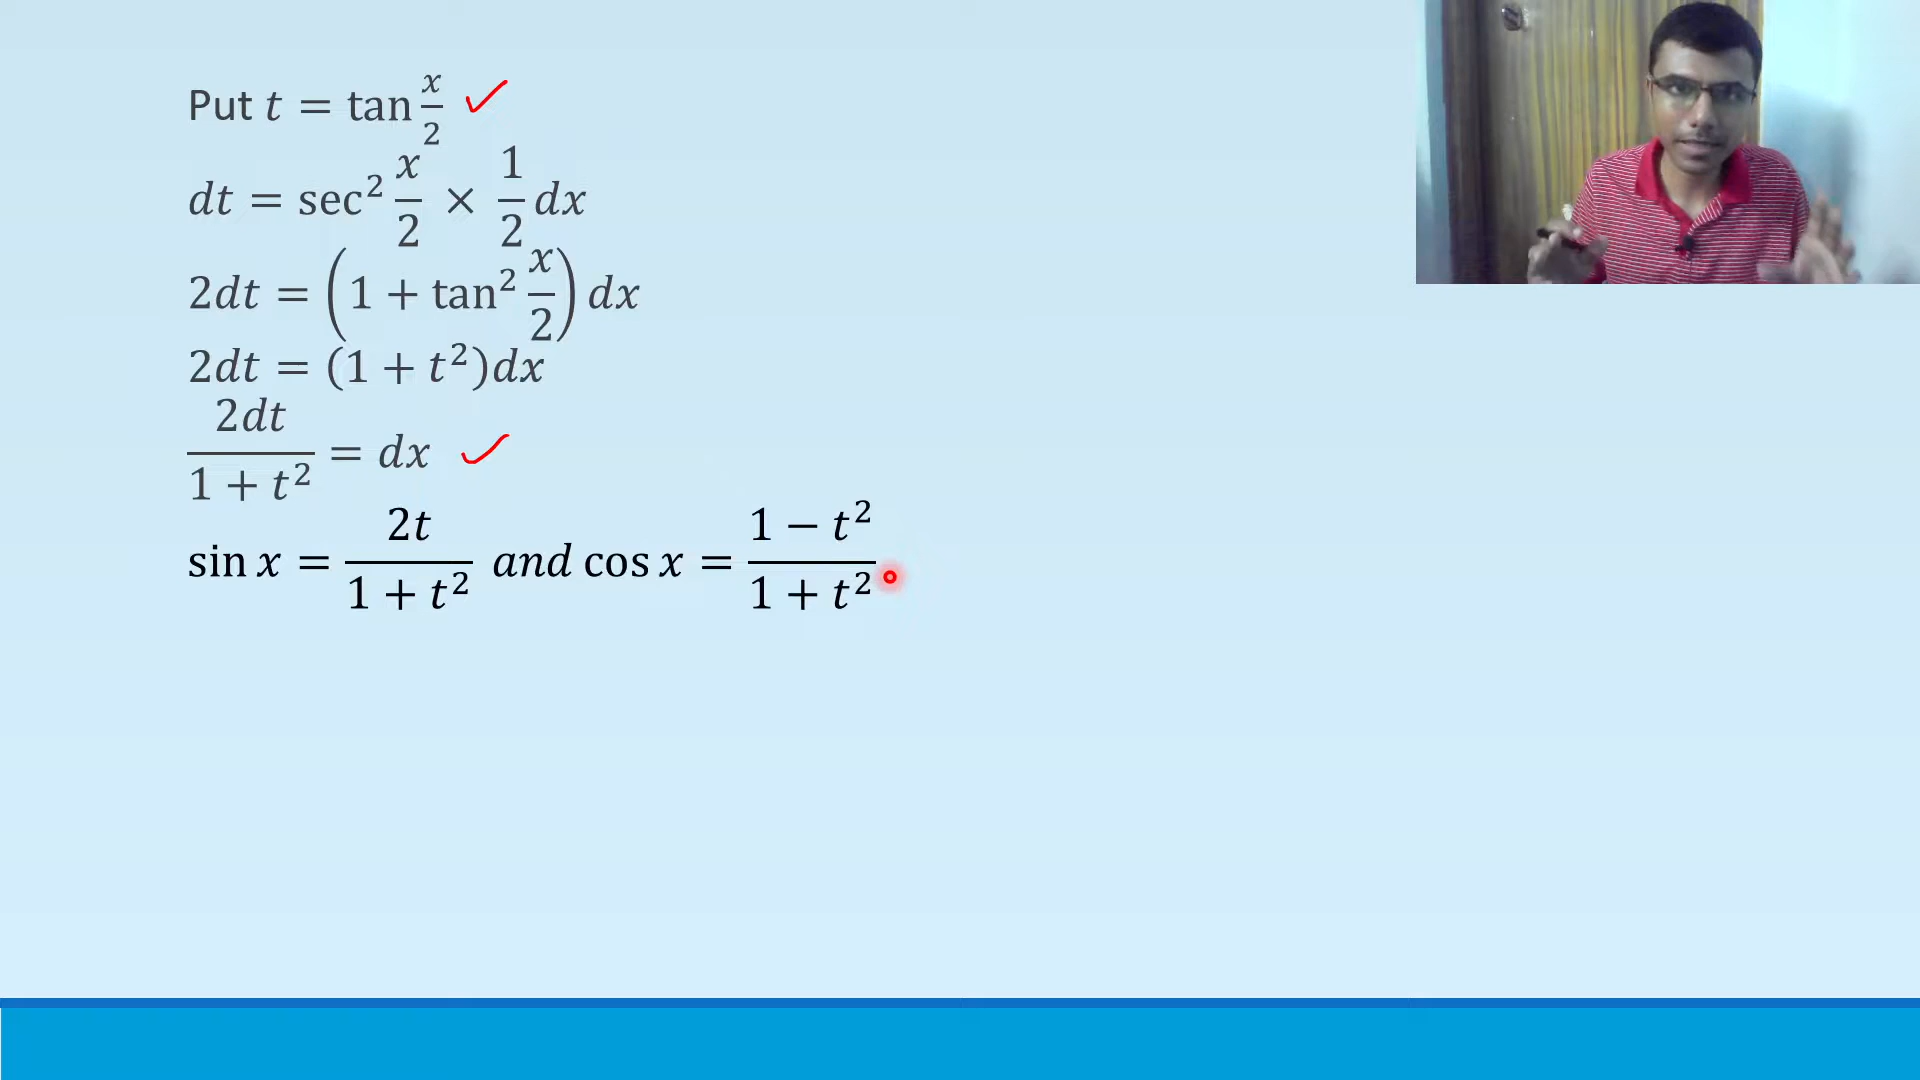 Put t = tan x/2
dt = sec² x/2 × 1/2 dx
2dt = (1 + tan² x/2) dx
2dt = (1 + t²)dx
2dt/(1 + t²) = dx
sin x = 2t/(1 + t²) and cos x = (1 − t²)/(1 + t²)